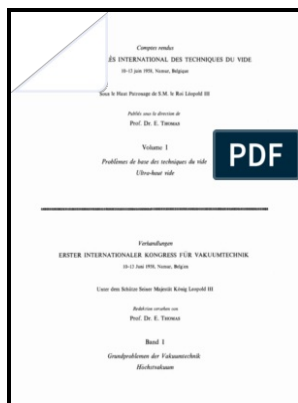 Comptes rendus
ÈS INTERNATIONAL DES TECHNIQUES DU VIDE
10-13 juin 1958, Namur, Belgique
Sous le Haut Patronage de S.M. le Roi Léopold III
Publiés sous la direction de
Prof. Dr. E. Thomas
Volume I
Problèmes de base des techniques du vide
Ultra-haut vide
PDF
Verhandlungen
ERSTER INTERNATIONALER KONGRESS FÜR VAKUUMTECHNIK
10-13 Juni 1958, Namur, Belgien
Unter dem Schutze Seiner Majestät König Leopold III
Redaktion versehen von
Prof. Dr. E. Thomas
Band I
Grundproblemen der Vakuumtechnik
Höchstvakuum